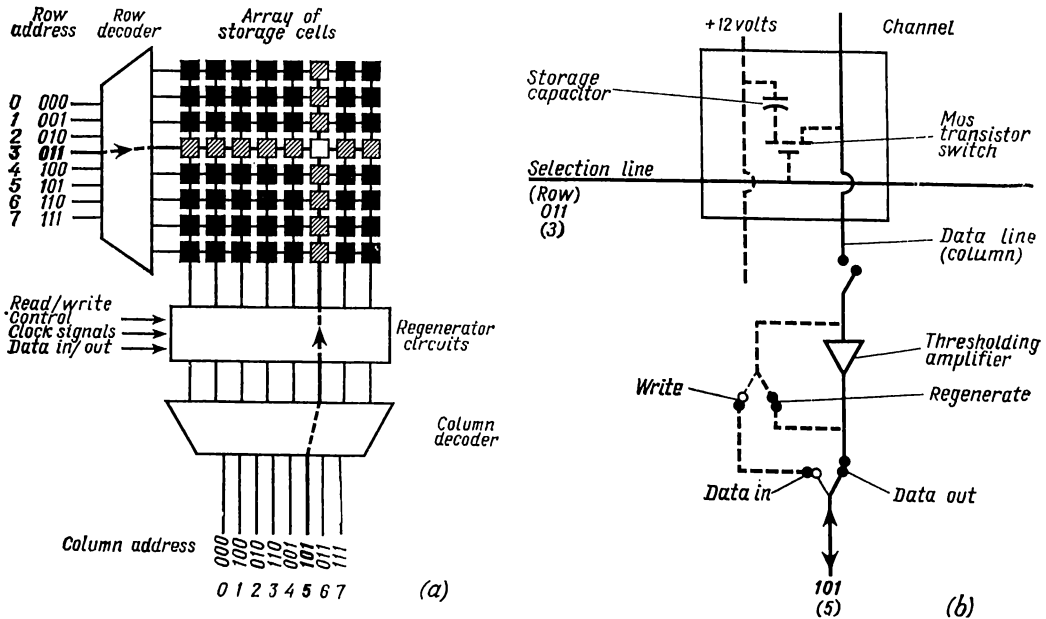 Row address
Row decoder
Array of
storage cells
0 000
1 001
2 010
3 011
4 100
5 101
6 110
7 111
Read/write
Control
Clock signals
Data in/out
Regenerator
circuits
Column
decoder
Column address
000 100 010 110 001 101 011 111
0 1 2 3 4 5 6 7
(a)
+12 volts
Channel
Storage
capacitor
Mos
transistor
switch
Selection line
(Row)
011
(3)
Data line
(column)
Thresholding
amplifier
Write
Regenerate
Data in
Data out
101
(5)
(b)